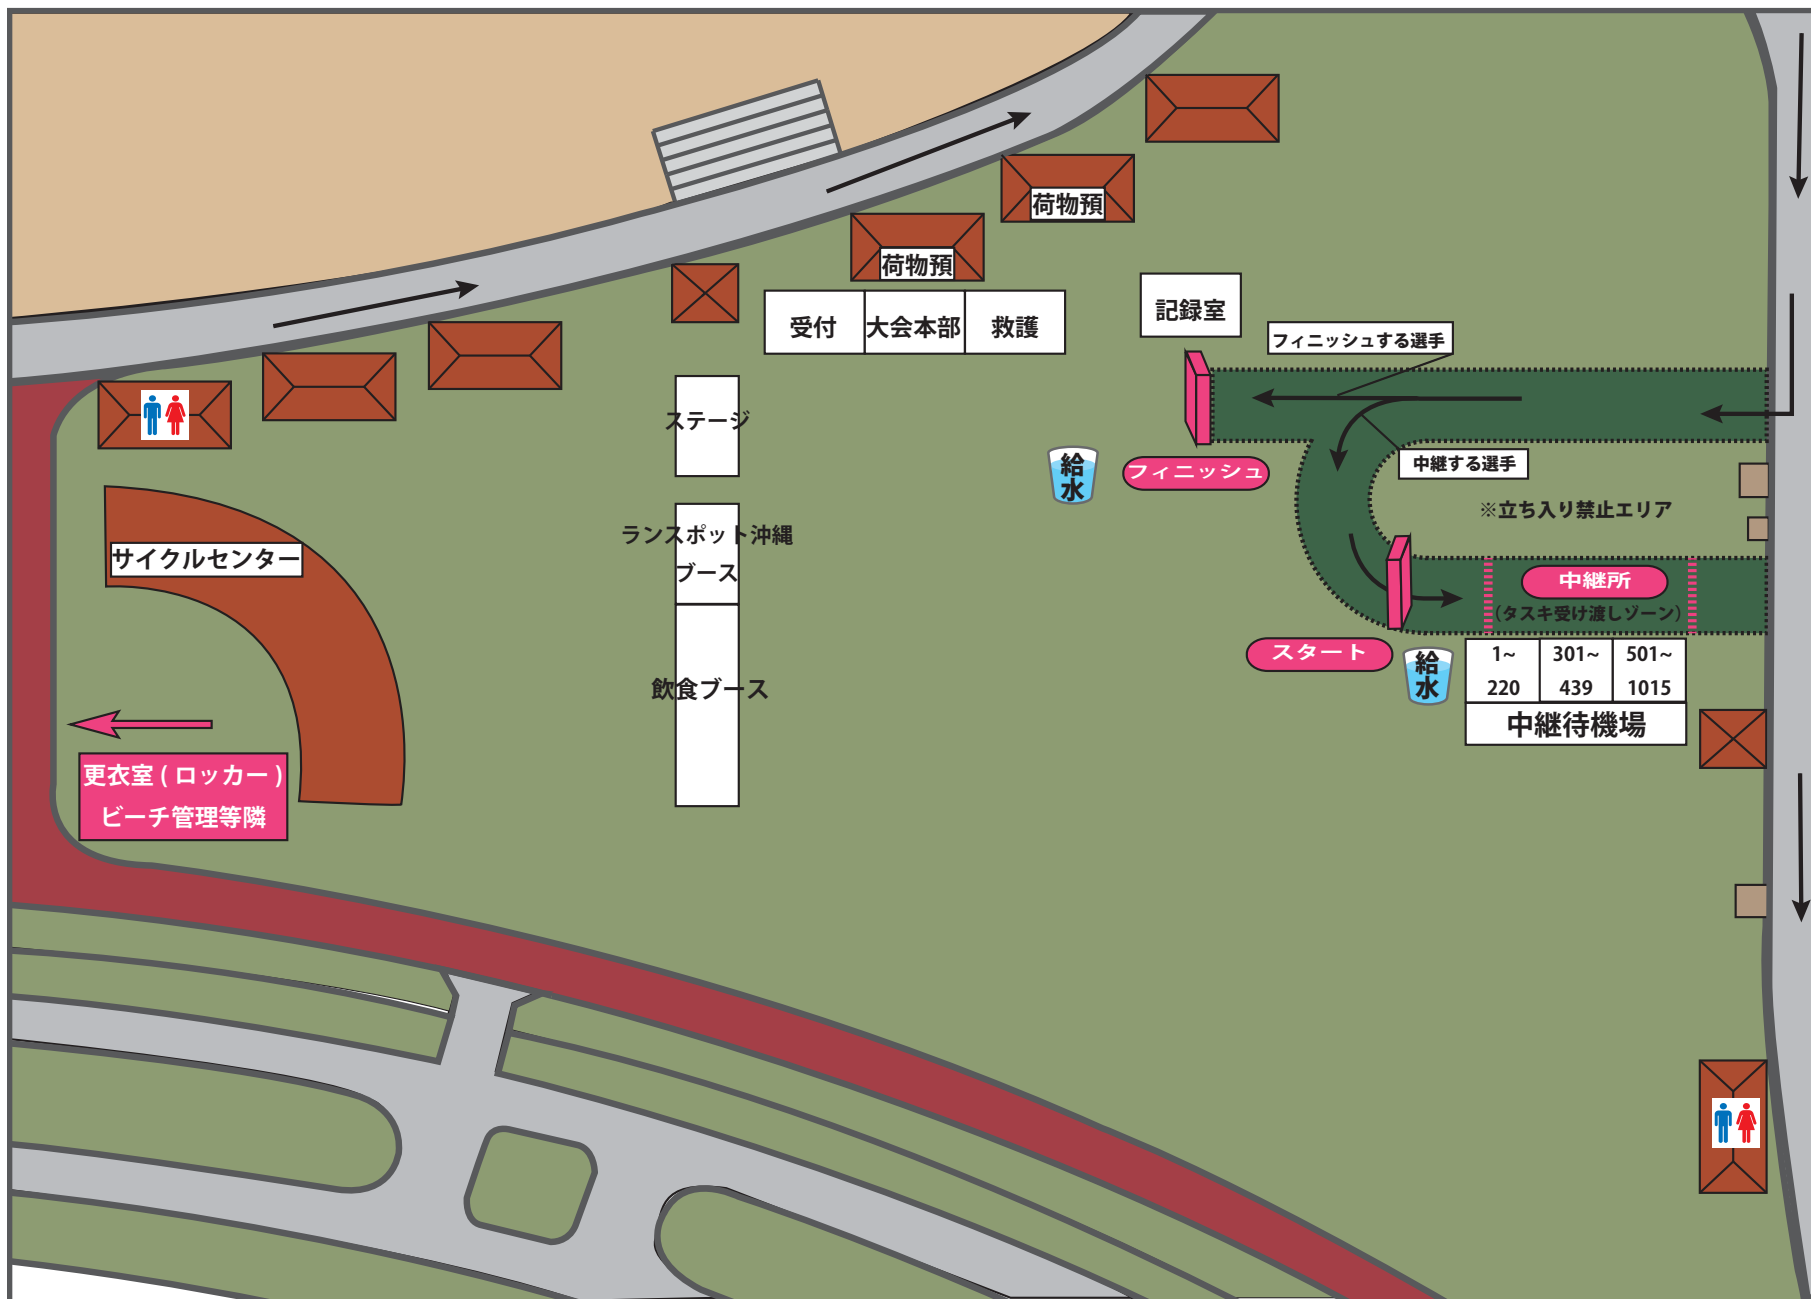 荷物預
荷物預
受付
大会本部
救護
記録室
フィニッシュする選手
ステージ
給水
フィニッシュ
中継する選手
※立ち入り禁止エリア
ランスポット沖縄
ブース
サイクルセンター
中継所
(タスキ受け渡しゾーン)
スタート
給水
1~
220
301~
439
501~
1015
中継待機場
飲食ブース
更衣室 ( ロッカー )
ビーチ管理等隣